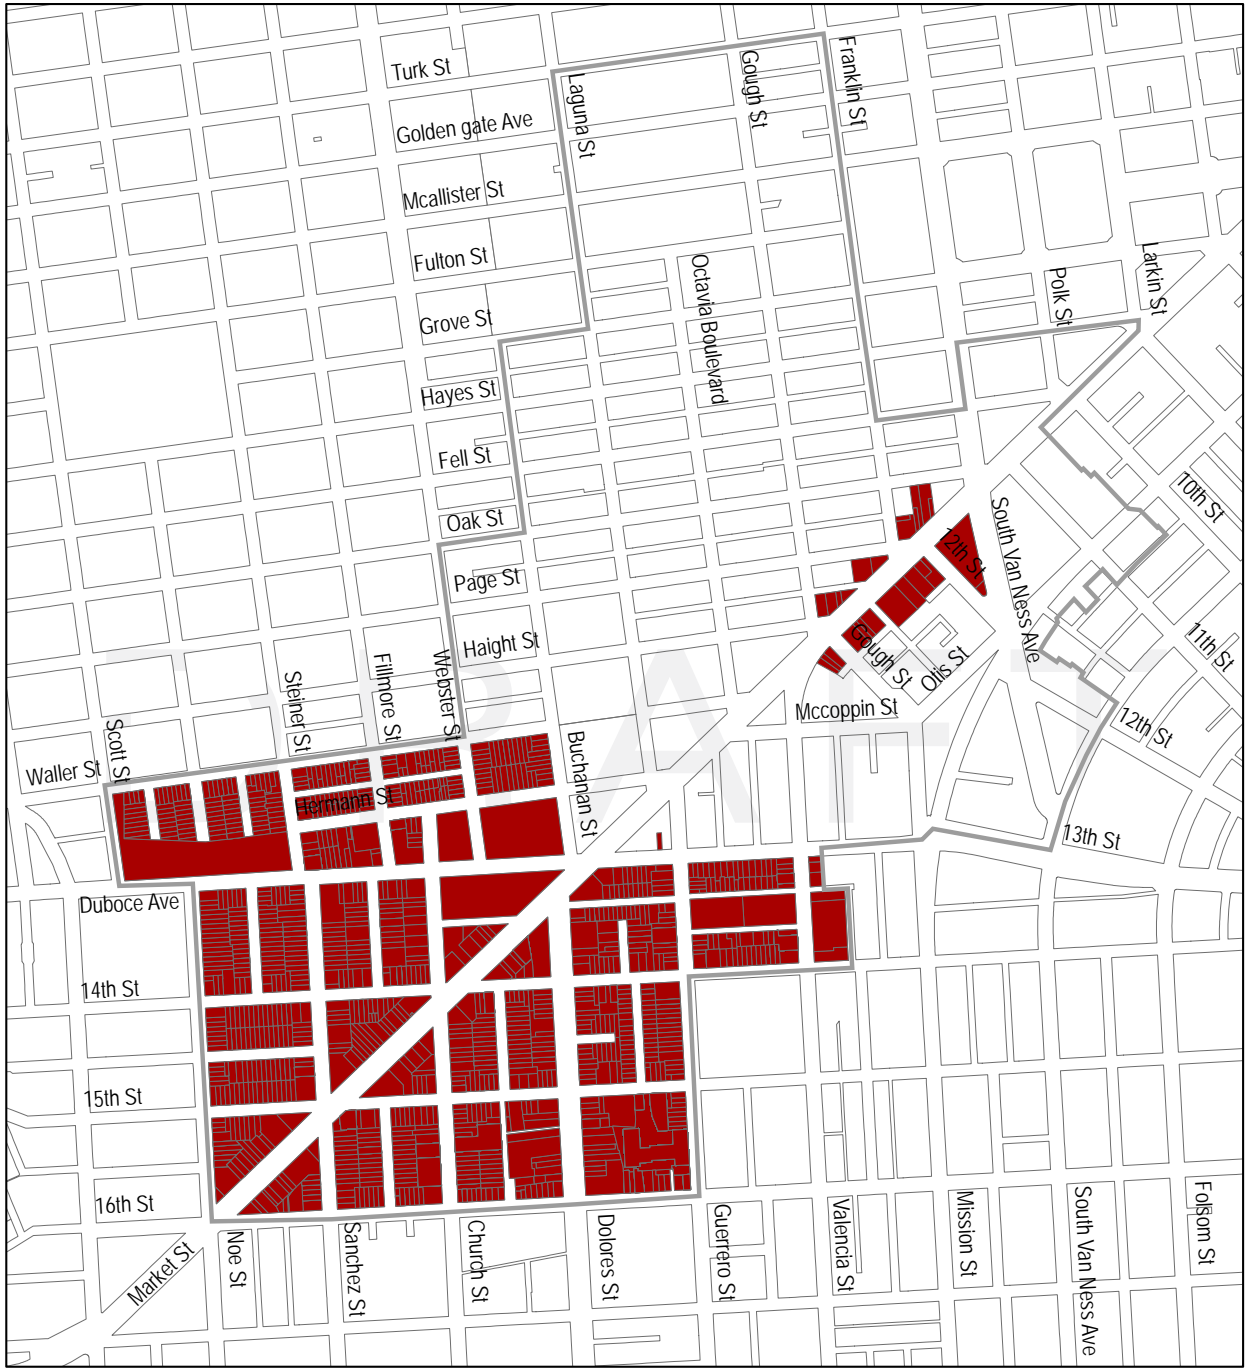 Turk St
Golden gate Ave
Mcallister St
Fulton St
Grove St
Hayes St
Fell St
Oak St
Page St
Haight St
Laguna St
Gough St
Franklin St
Octavia Boulevard
Polk St
Larkin St
10th St
South Van Ness Ave
12th St
11th St
Gough St
Otis St
Mccoppin St
12th St
13th St
DRAFT
Webster St
Fillmore St
Steiner St
Scott St
Waller St
Hermann St
Buchanan St
Duboce Ave
14th St
15th St
16th St
Market St
Noe St
Sanchez St
Church St
Dolores St
Guerrero St
Valencia St
Mission St
South Van Ness Ave
Folsom St